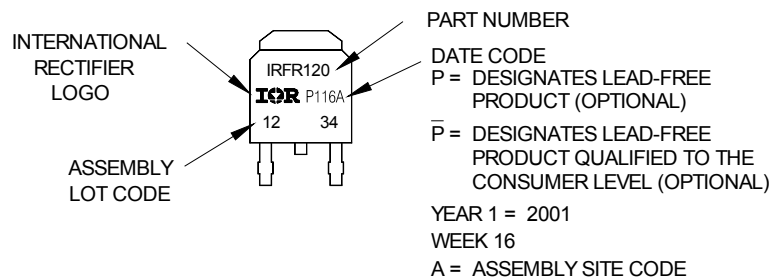 PART NUMBER
INTERNATIONAL
RECTIFIER
LOGO
IRFR120
IOR P116A
12 34
ASSEMBLY
LOT CODE
DATE CODE
P = DESIGNATES LEAD-FREE
PRODUCT (OPTIONAL)
P̅ = DESIGNATES LEAD-FREE
PRODUCT QUALIFIED TO THE
CONSUMER LEVEL (OPTIONAL)
YEAR 1 = 2001
WEEK 16
A = ASSEMBLY SITE CODE